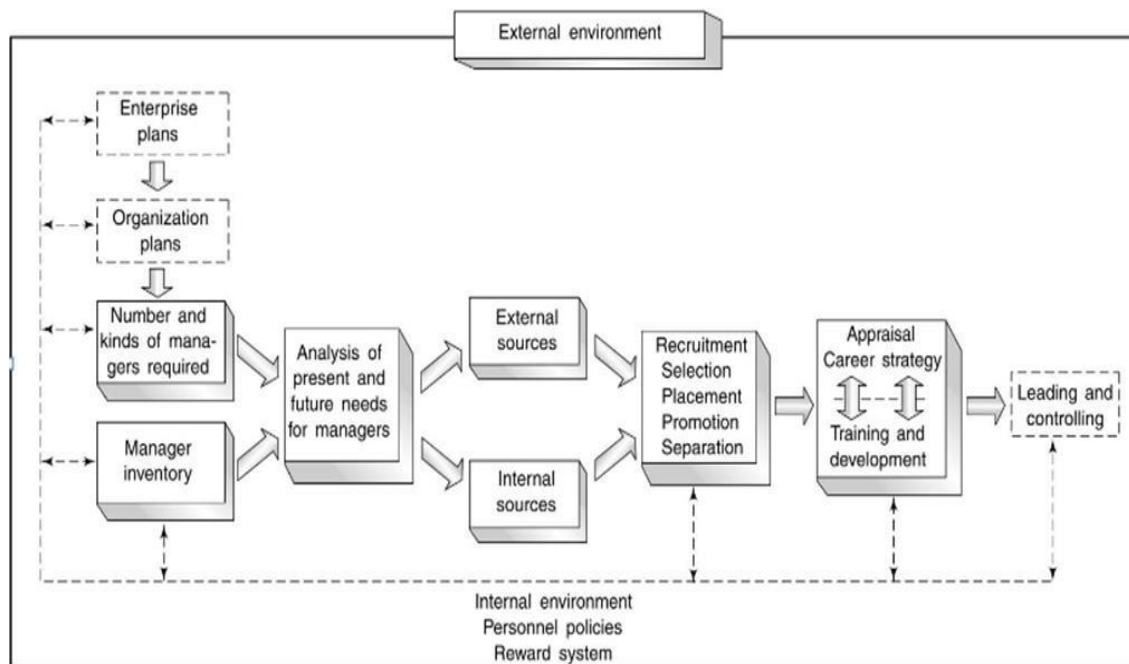 External environment
Enterprise
plans
Organization
plans
Number and
kinds of mana-
gers required
Manager
inventory
Analysis of
present and
future needs
for managers
External
sources
Internal
sources
Recruitment
Selection
Placement
Promotion
Separation
Appraisal
Career strategy
Training and
development
Leading and
controlling
Internal environment
Personnel policies
Reward system